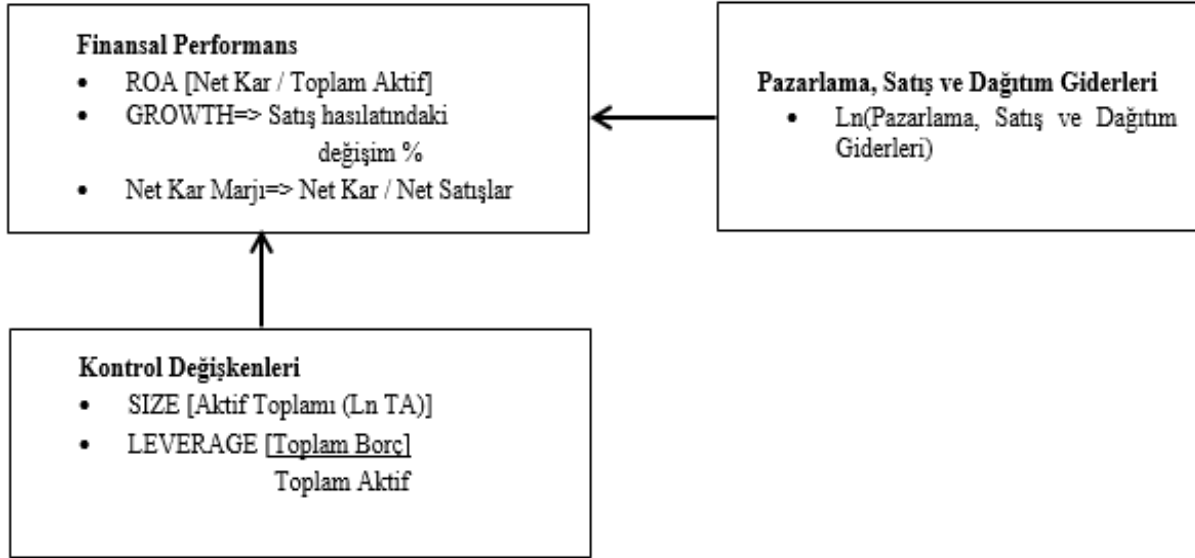 Finansal Performans
• ROA [Net Kar / Toplam Aktif]
• GROWTH=> Satış hasılatındaki
değişim %
• Net Kar Marjı=> Net Kar / Net Satışlar
Pazarlama, Satış ve Dağıtım Giderleri
• Ln(Pazarlama, Satış ve Dağıtım
Giderleri)
Kontrol Değişkenleri
• SIZE [Aktif Toplamı (Ln TA)]
• LEVERAGE [Toplam Borç]
Toplam Aktif